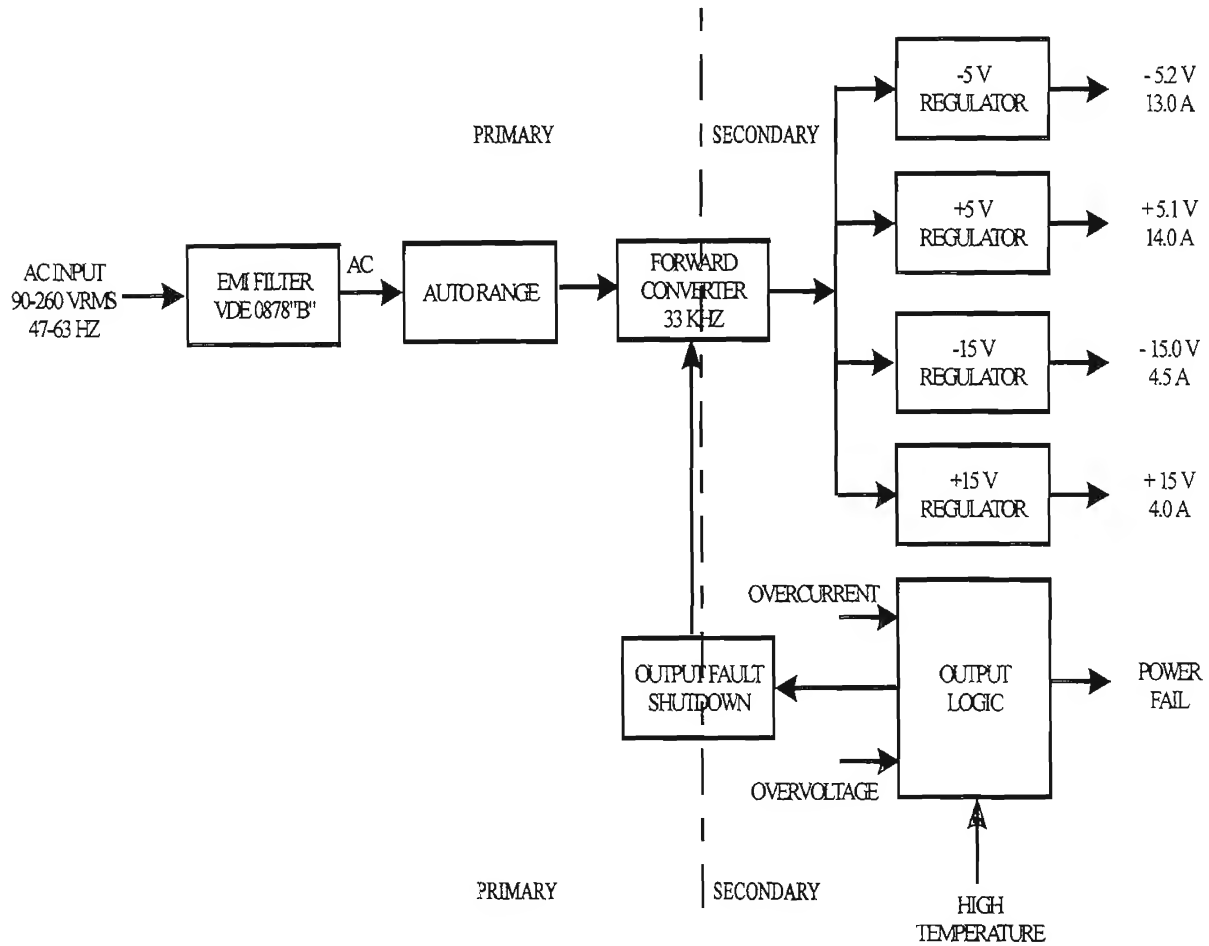 PRIMARY
SECONDARY
AC INPUT
90-260 VRMS
47-63 HZ
EMI FILTER
VDE 0878"B"
AC
AUTO RANGE
FORWARD
CONVERTER
33 KHZ
-5 V
REGULATOR
- 5.2 V
13.0 A
+5 V
REGULATOR
+ 5.1 V
14.0 A
-15 V
REGULATOR
- 15.0 V
4.5 A
+15 V
REGULATOR
+ 15 V
4.0 A
OVERCURRENT
OUTPUT FAULT
SHUTDOWN
OUTPUT
LOGIC
POWER
FAIL
OVERVOLTAGE
PRIMARY
SECONDARY
HIGH
TEMPERATURE